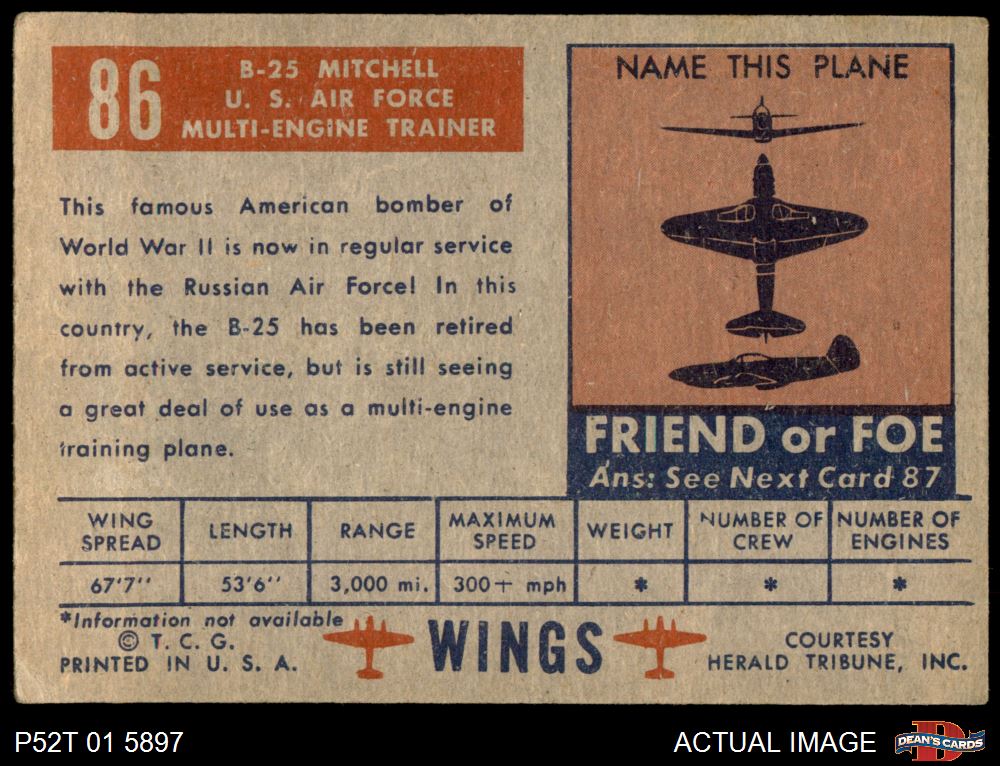 86
B-25 MITCHELL
U. S. AIR FORCE
MULTI-ENGINE TRAINER
This famous American bomber of
World War II is now in regular service
with the Russian Air Force! In this
country, the B-25 has been retired
from active service, but is still seeing
a great deal of use as a multi-engine
training plane.
NAME THIS PLANE
FRIEND or FOE
Ans: See Next Card 87
WING SPREAD LENGTH RANGE MAXIMUM SPEED WEIGHT NUMBER OF CREW NUMBER OF ENGINES
67'7'' 53'6'' 3,000 mi. 300+ mph * * *
*Information not available
© T. C. G.
PRINTED IN U. S. A.
WINGS
COURTESY
HERALD TRIBUNE, INC.
P52T 01 5897
ACTUAL IMAGE
D
DEAN'S CARDS